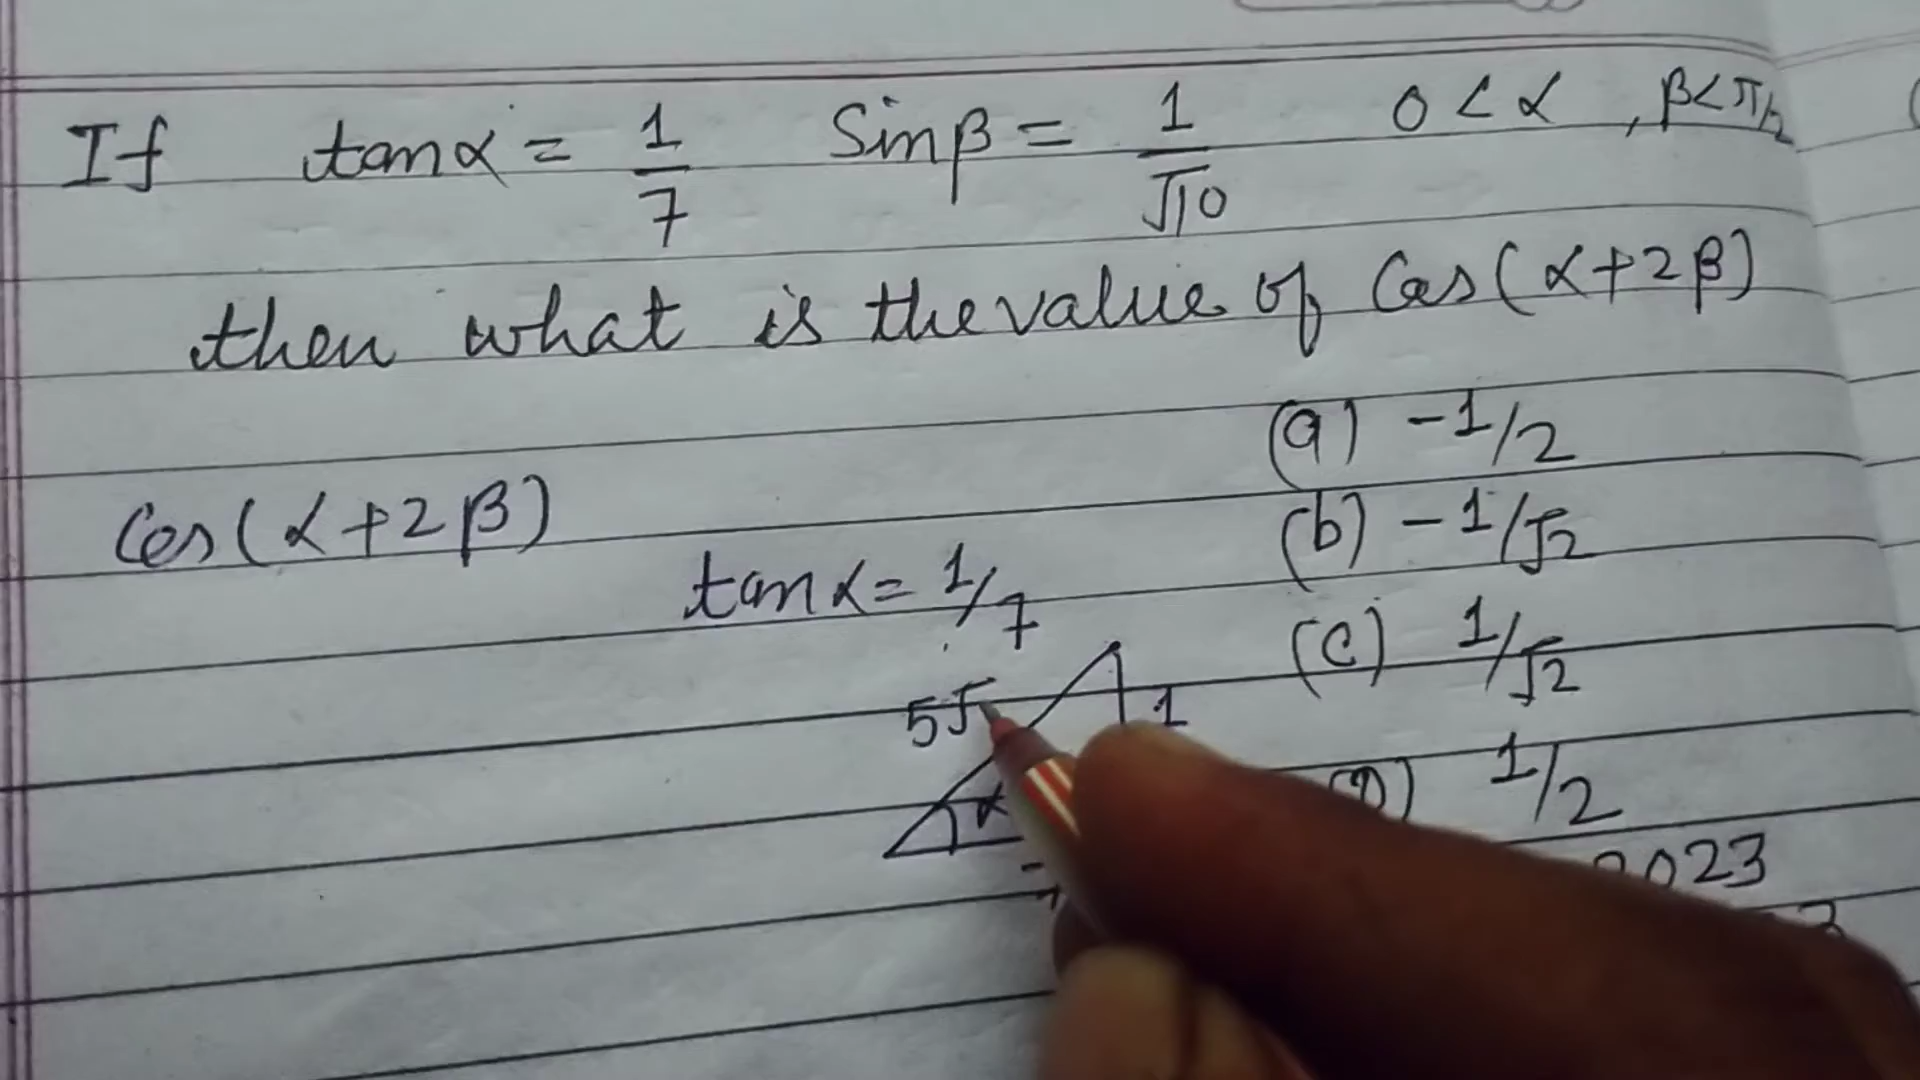 If tanα = 1/7 Sinβ = 1/√10 0 < α , β < π/2
then what is the value of Cos(α+2β)
(a) -1/2
Cos(α+2β)
(b) -1/√2
tanα = 1/7
(c) 1/√2
5√
1
α
(D) 1/2
2023